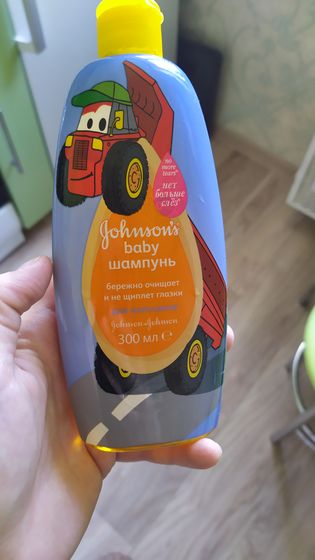 no
more
tears®
нет
больше
слёз®
Johnson's
baby
шампунь
бережно очищает
и не щиплет глазки
Johnson & Johnson
300 мл ℮